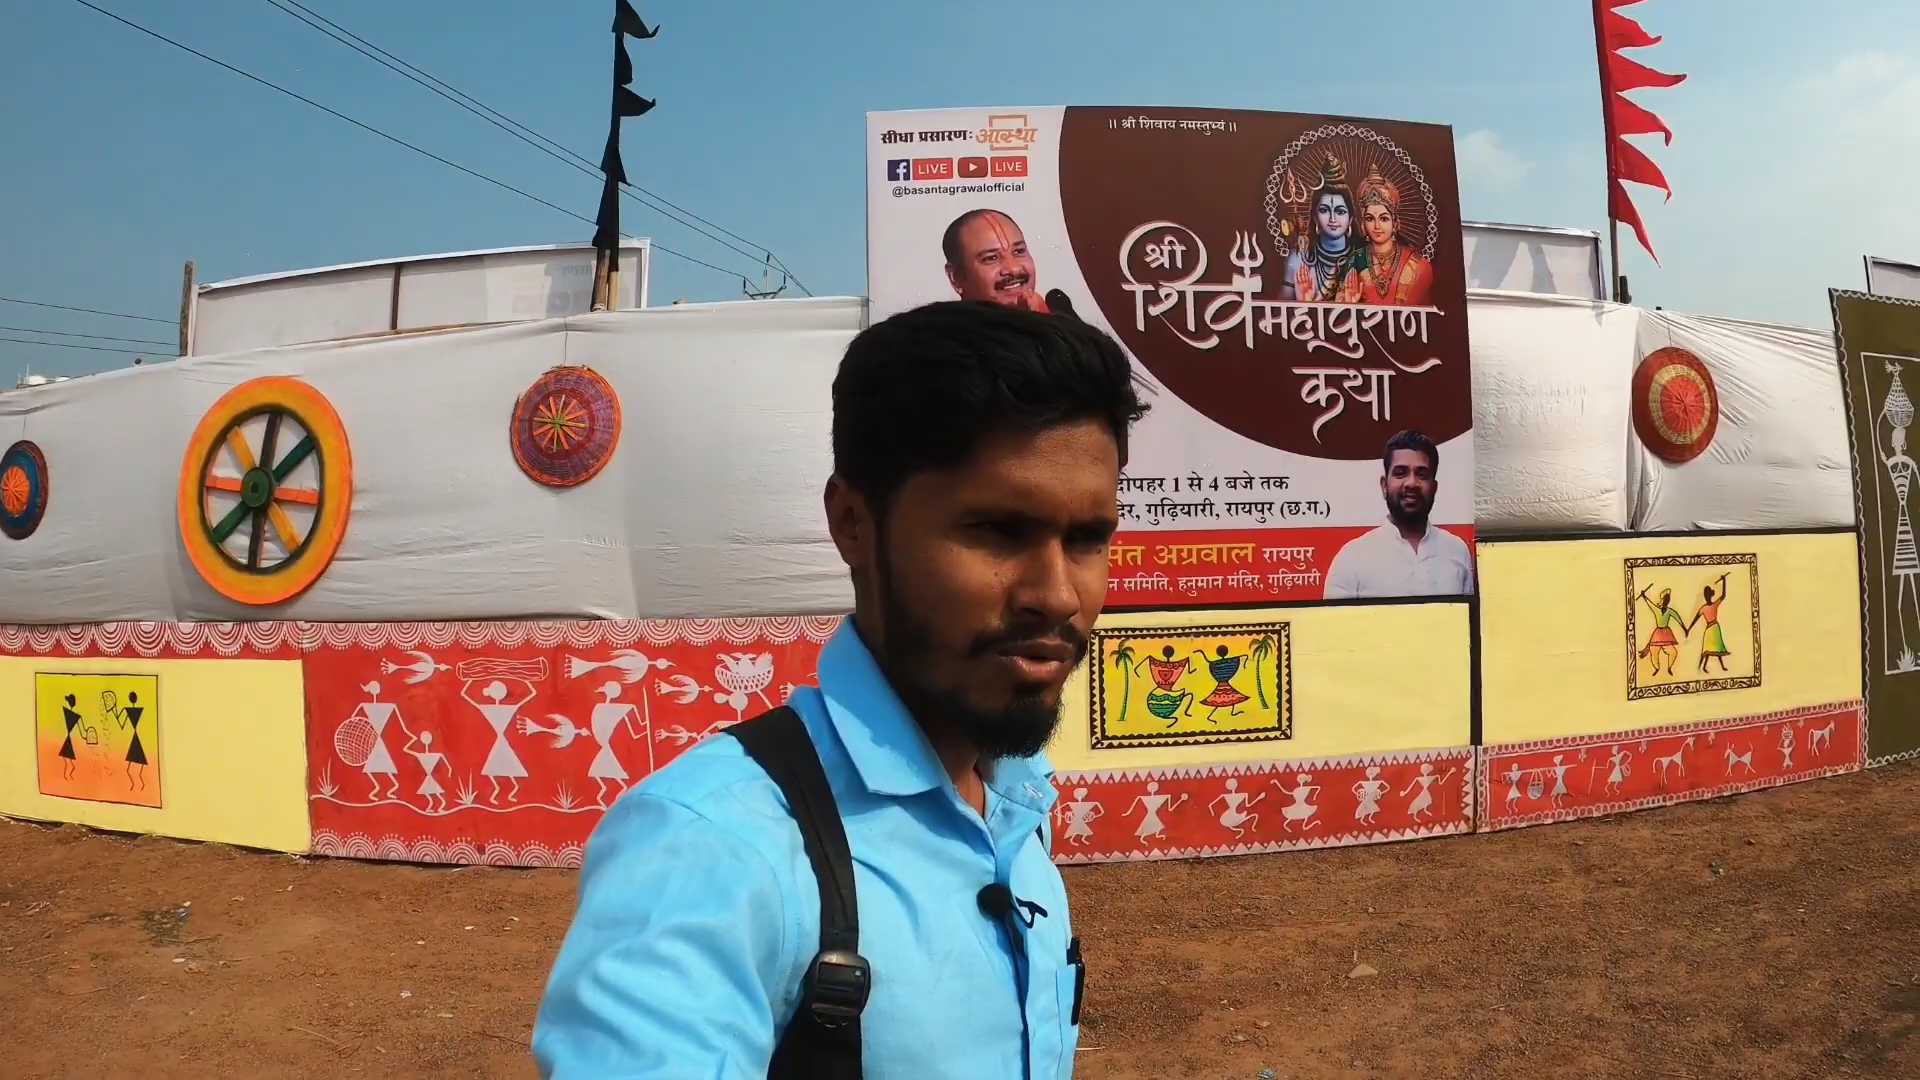 सीधा प्रसारण: आस्था
LIVE LIVE
@basantagrawalofficial
॥ श्री शिवाय नमस्तुभ्यं ॥
श्री
शिवमहापुराण
कथा
दोपहर 1 से 4 बजे तक
गुढ़ियारी, रायपुर (छ.ग.)
अग्रवाल रायपुर
समिति, हनुमान मंदिर, गुढ़ियारी